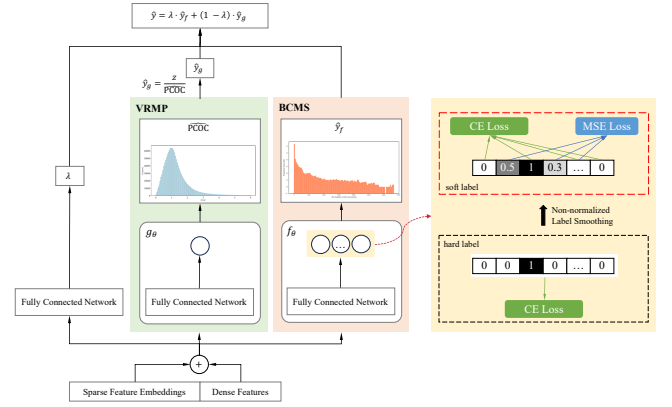 ŷ = λ · ŷ_f + (1 − λ) · ŷ_g
ŷ_g
ŷ_g = z / P̂COC
λ
VRMP
P̂COC
g_θ
Fully Connected Network
BCMS
ŷ_f
f_θ
...
Fully Connected Network
Fully Connected Network
+
Sparse Feature Embeddings
Dense Features
CE Loss
MSE Loss
0 0.5 1 0.3 ... 0
soft label
Non-normalized
Label Smoothing
hard label
0 0 1 0 ... 0
CE Loss